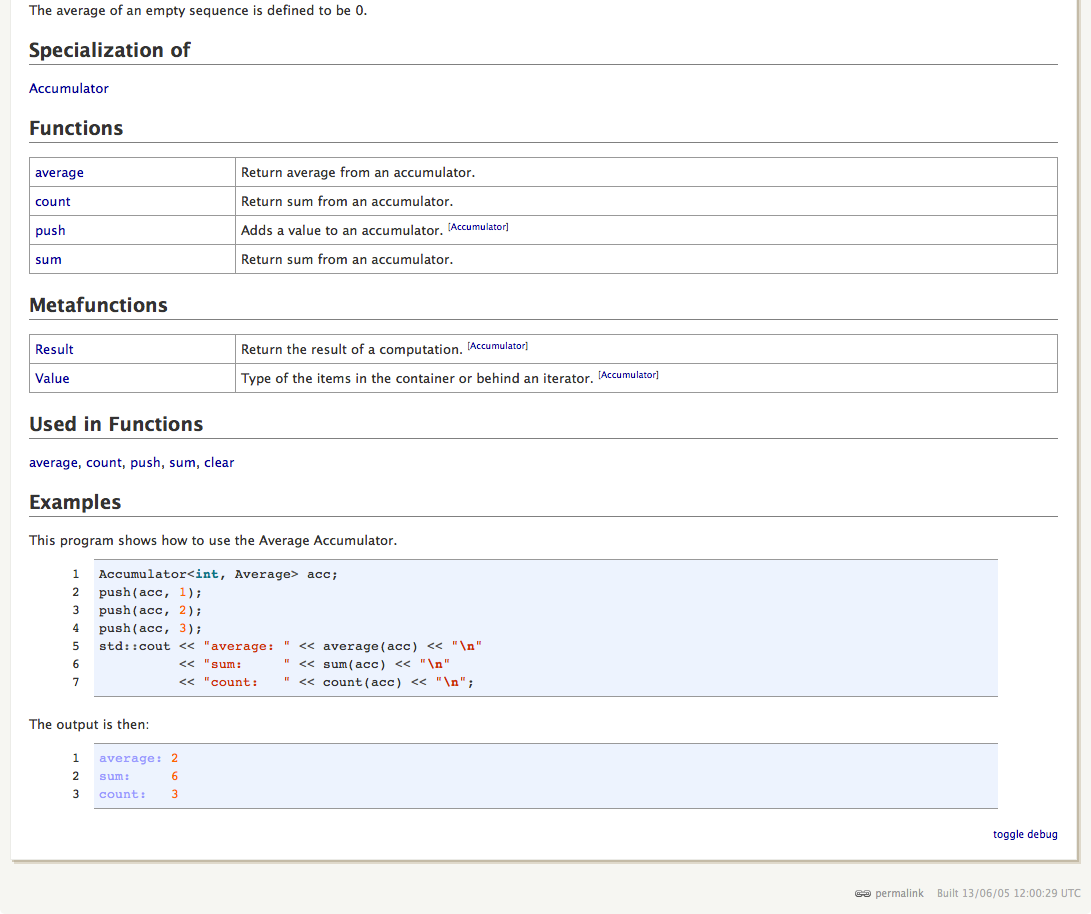 The average of an empty sequence is defined to be 0.
Specialization of
Accumulator
Functions
average Return average from an accumulator.
count Return sum from an accumulator.
push Adds a value to an accumulator. [Accumulator]
sum Return sum from an accumulator.
Metafunctions
Result Return the result of a computation. [Accumulator]
Value Type of the items in the container or behind an iterator. [Accumulator]
Used in Functions
average, count, push, sum, clear
Examples
This program shows how to use the Average Accumulator.
1 Accumulator<int, Average> acc;
2 push(acc, 1);
3 push(acc, 2);
4 push(acc, 3);
5 std::cout << "average: " << average(acc) << "\n"
6           << "sum:     " << sum(acc) << "\n"
7           << "count:   " << count(acc) << "\n";
The output is then:
1 average: 2
2 sum:     6
3 count:   3
toggle debug
permalink Built 13/06/05 12:00:29 UTC